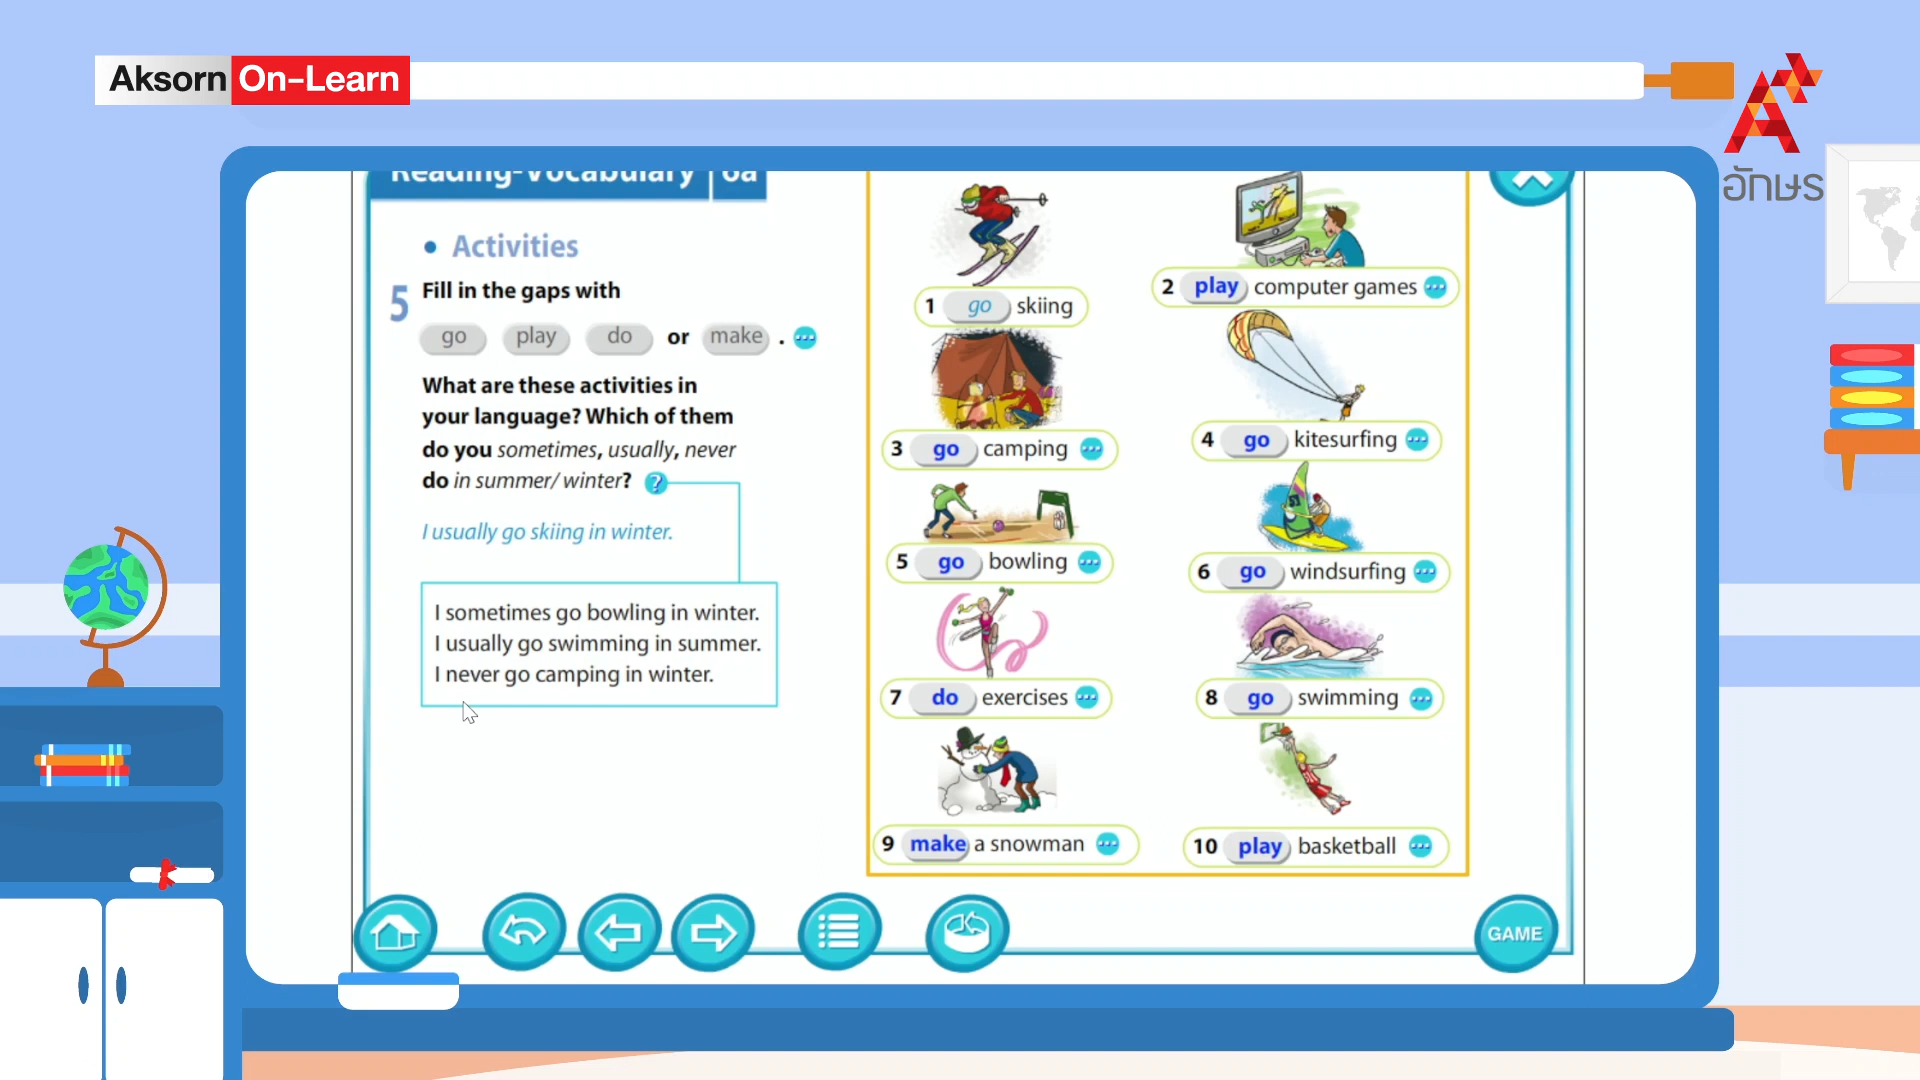 Aksorn On-Learn
อักษร
Reading-Vocabulary 6a
• Activities
5 Fill in the gaps with
go play do or make .
What are these activities in
your language? Which of them
do you sometimes, usually, never
do in summer/ winter? ?
I usually go skiing in winter.
I sometimes go bowling in winter.
I usually go swimming in summer.
I never go camping in winter.
1 go skiing
2 play computer games
3 go camping
4 go kitesurfing
5 go bowling
6 go windsurfing
7 do exercises
8 go swimming
9 make a snowman
10 play basketball
GAME